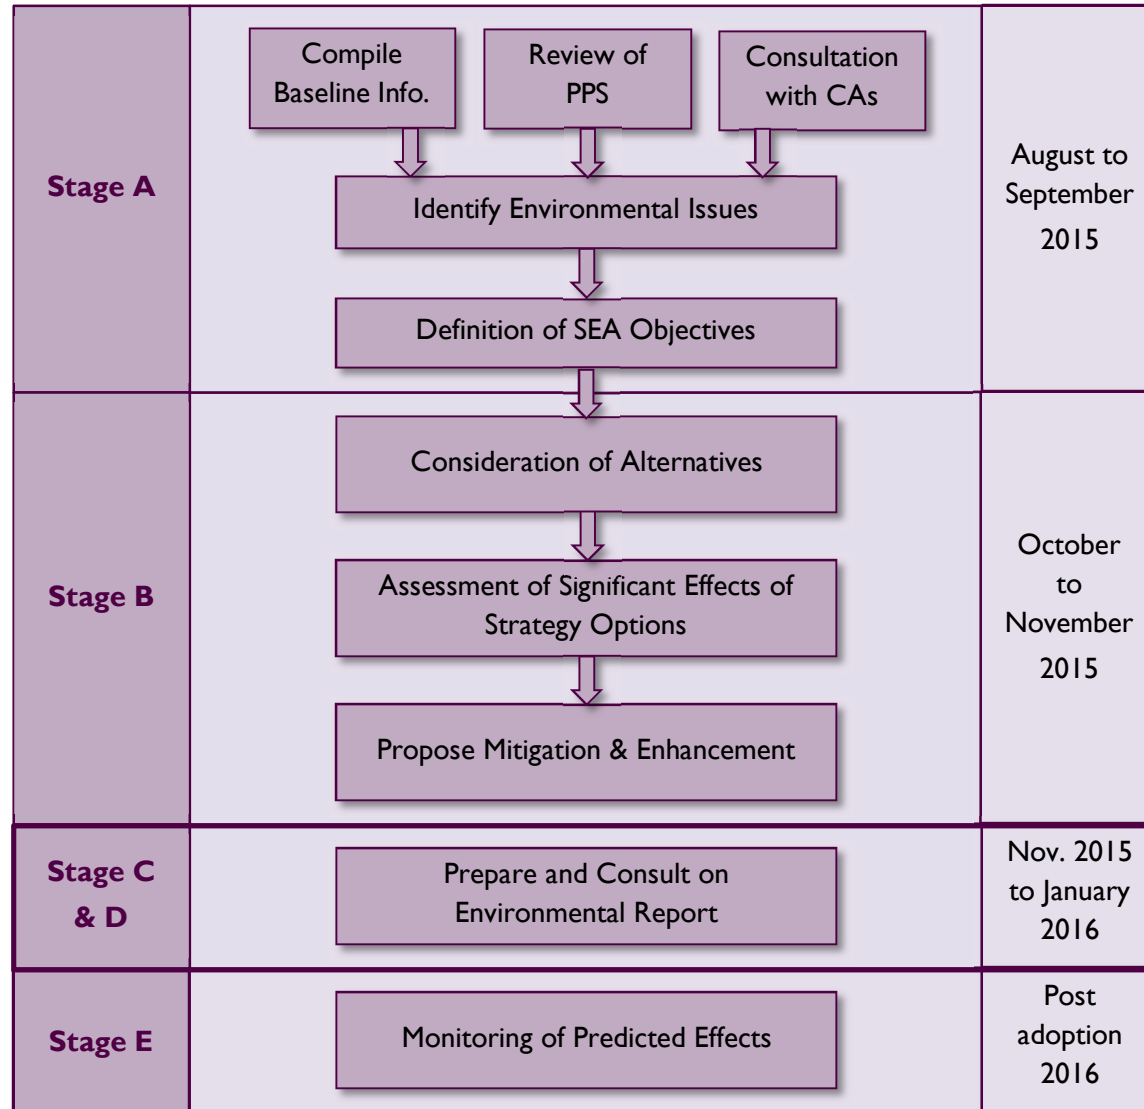 Stage A
Compile
Baseline Info.
Review of
PPS
Consultation
with CAs
Identify Environmental Issues
Definition of SEA Objectives
August to
September
2015
Stage B
Consideration of Alternatives
Assessment of Significant Effects of
Strategy Options
Propose Mitigation & Enhancement
October
to
November
2015
Stage C
& D
Prepare and Consult on
Environmental Report
Nov. 2015
to January
2016
Stage E
Monitoring of Predicted Effects
Post
adoption
2016